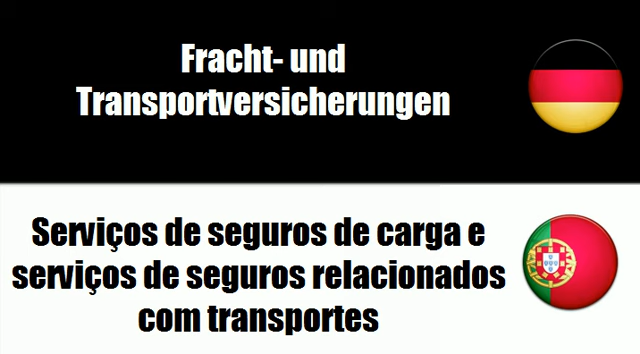 Fracht- und
Transportversicherungen
Serviços de seguros de carga e
serviços de seguros relacionados
com transportes